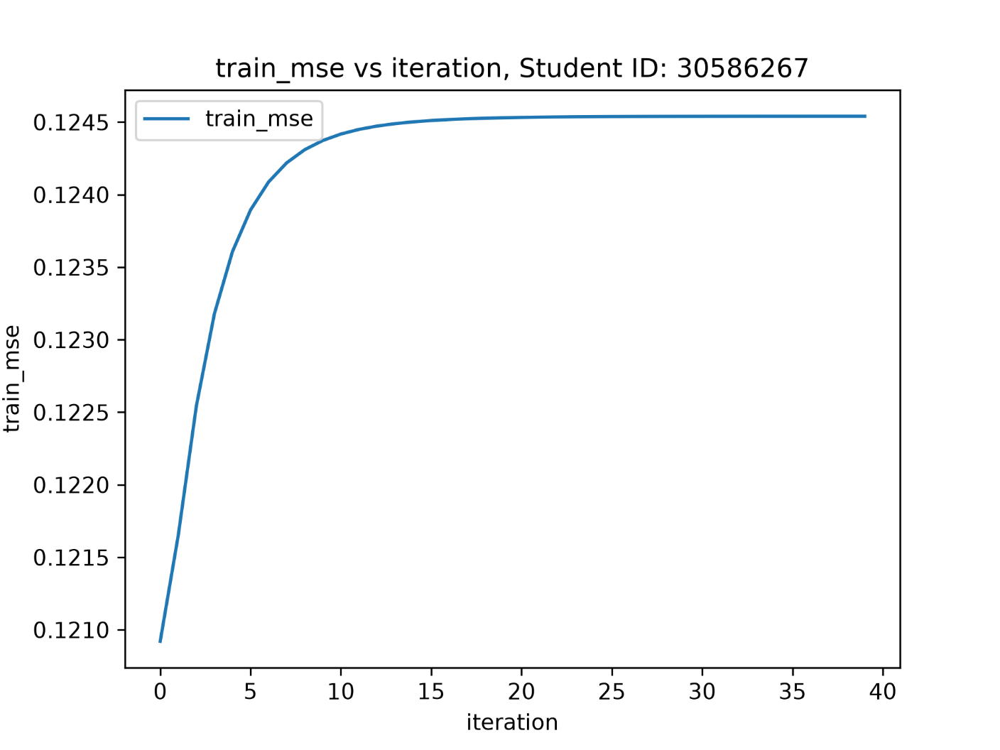 train_mse vs iteration, Student ID: 30586267
train_mse
0.1245
0.1240
0.1235
0.1230
0.1225
0.1220
0.1215
0.1210
train_mse
0 5 10 15 20 25 30 35 40
iteration